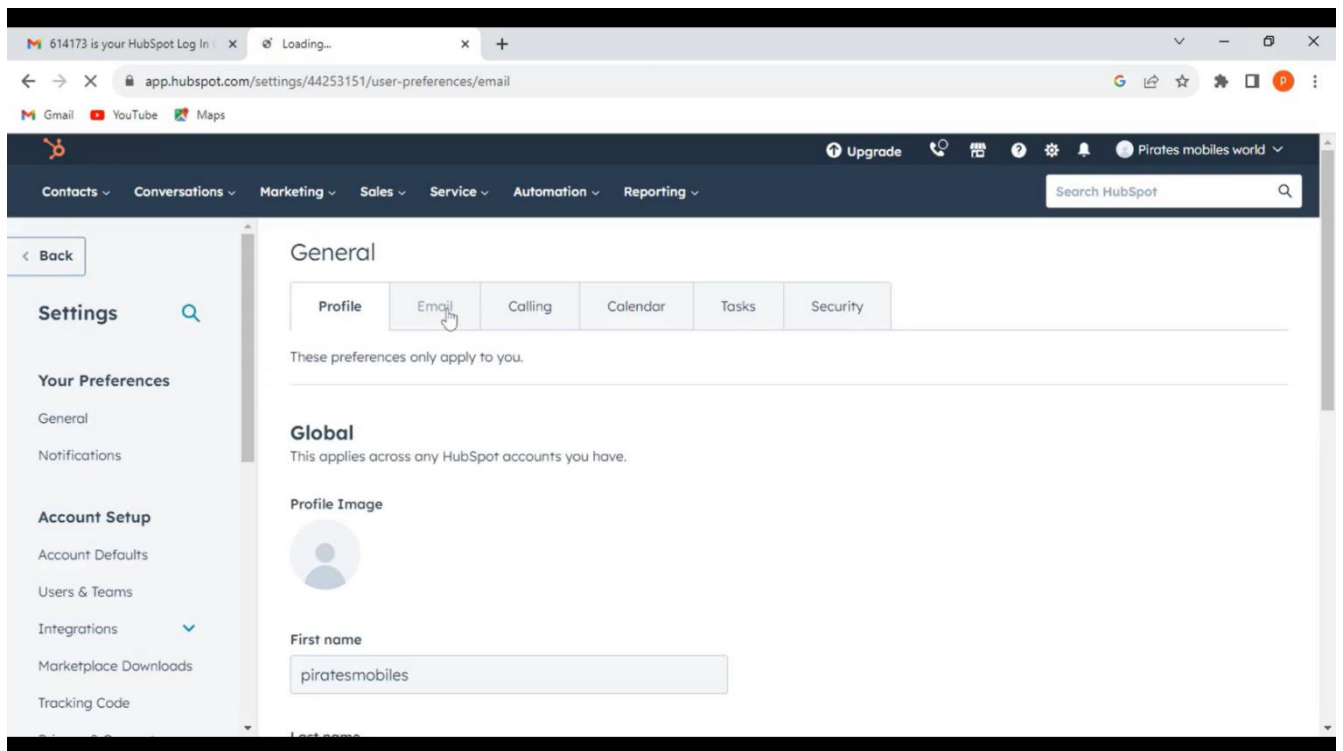 614173 is your HubSpot Log In
Loading...
app.hubspot.com/settings/44253151/user-preferences/email
G
P
Gmail YouTube Maps
Upgrade
Pirates mobiles world
Contacts Conversations Marketing Sales Service Automation Reporting
Search HubSpot
Back
General
Settings
Profile Email Calling Calendar Tasks Security
These preferences only apply to you.
Your Preferences
General
Notifications
Global
This applies across any HubSpot accounts you have.
Profile Image
Account Setup
Account Defaults
Users & Teams
Integrations
Marketplace Downloads
Tracking Code
First name
piratesmobiles
Last name